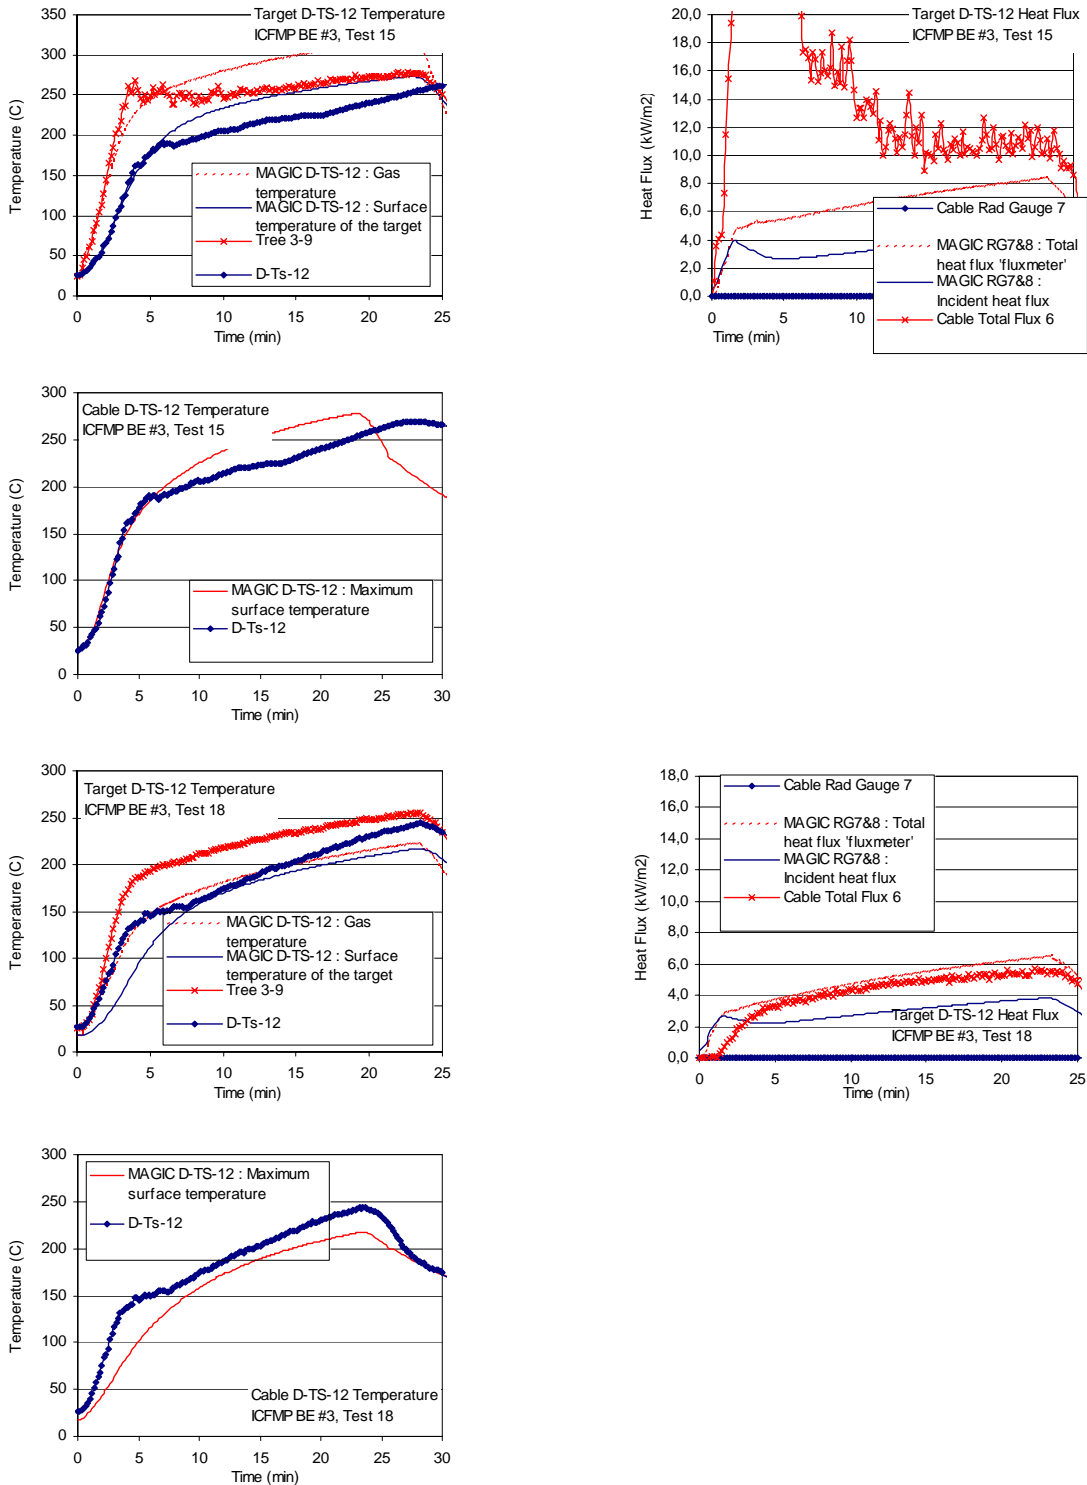 Target D-TS-12 Temperature
ICFMP BE #3, Test 15
Temperature (C)
350
300
250
200
150
100
50
0
MAGIC D-TS-12 : Gas
temperature
MAGIC D-TS-12 : Surface
temperature of the target
Tree 3-9
D-Ts-12
0
5
10
15
20
25
Time (min)
Target D-TS-12 Heat Flux
ICFMP BE #3, Test 15
Heat Flux (kW/m2)
20,0
18,0
16,0
14,0
12,0
10,0
8,0
6,0
4,0
2,0
0,0
Cable Rad Gauge 7
MAGIC RG7&8 : Total
heat flux 'fluxmeter'
MAGIC RG7&8 :
Incident heat flux
Cable Total Flux 6
0
5
10
Time (min)
Cable D-TS-12 Temperature
ICFMP BE #3, Test 15
Temperature (C)
300
250
200
150
100
50
0
MAGIC D-TS-12 : Maximum
surface temperature
D-Ts-12
0
5
10
15
20
25
30
Time (min)
Target D-TS-12 Temperature
ICFMP BE #3, Test 18
Temperature (C)
300
250
200
150
100
50
0
MAGIC D-TS-12 : Gas
temperature
MAGIC D-TS-12 : Surface
temperature of the target
Tree 3-9
D-Ts-12
0
5
10
15
20
25
Time (min)
Heat Flux (kW/m2)
18,0
16,0
14,0
12,0
10,0
8,0
6,0
4,0
2,0
0,0
Cable Rad Gauge 7
MAGIC RG7&8 : Total
heat flux 'fluxmeter'
MAGIC RG7&8 :
Incident heat flux
Cable Total Flux 6
Target D-TS-12 Heat Flux
ICFMP BE #3, Test 18
0
5
10
15
20
25
Time (min)
Temperature (C)
300
250
200
150
100
50
0
MAGIC D-TS-12 : Maximum
surface temperature
D-Ts-12
Cable D-TS-12 Temperature
ICFMP BE #3, Test 18
0
5
10
15
20
25
30
Time (min)